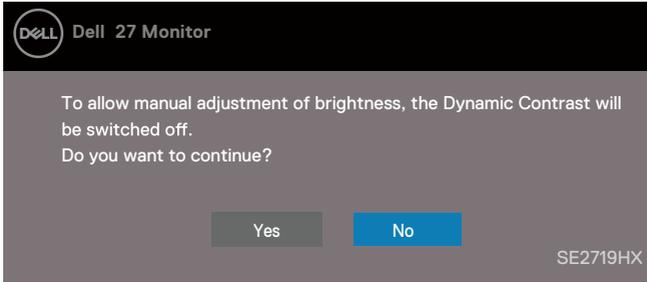 DELL Dell 27 Monitor
To allow manual adjustment of brightness, the Dynamic Contrast will
be switched off.
Do you want to continue?
Yes No
SE2719HX